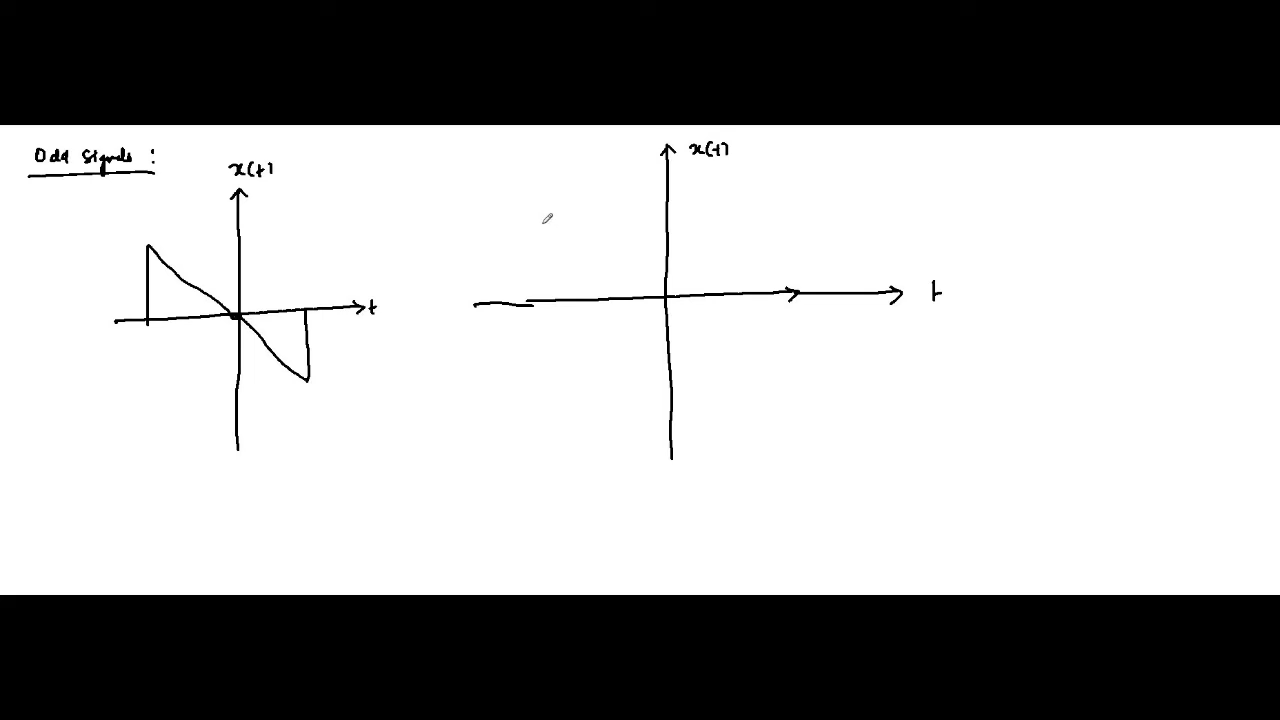 Odd Signals :
x(t)
t
x(t)
t